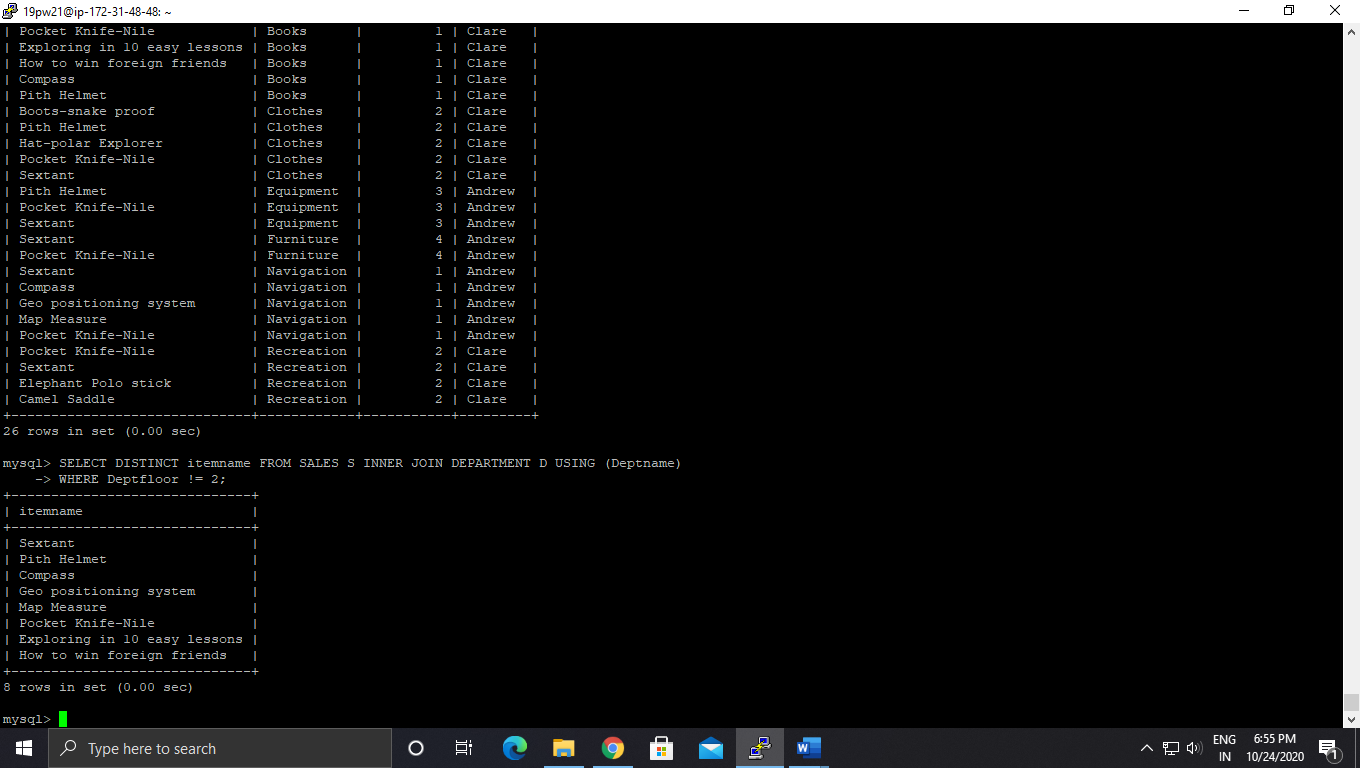 19pw21@ip-172-31-48-48: ~
| Pocket Knife-Nile | Books | 1 | Clare |
| Exploring in 10 easy lessons | Books | 1 | Clare |
| How to win foreign friends | Books | 1 | Clare |
| Compass | Books | 1 | Clare |
| Pith Helmet | Books | 1 | Clare |
| Boots-snake proof | Clothes | 2 | Clare |
| Pith Helmet | Clothes | 2 | Clare |
| Hat-polar Explorer | Clothes | 2 | Clare |
| Pocket Knife-Nile | Clothes | 2 | Clare |
| Sextant | Clothes | 2 | Clare |
| Pith Helmet | Equipment | 3 | Andrew |
| Pocket Knife-Nile | Equipment | 3 | Andrew |
| Sextant | Equipment | 3 | Andrew |
| Sextant | Furniture | 4 | Andrew |
| Pocket Knife-Nile | Furniture | 4 | Andrew |
| Sextant | Navigation | 1 | Andrew |
| Compass | Navigation | 1 | Andrew |
| Geo positioning system | Navigation | 1 | Andrew |
| Map Measure | Navigation | 1 | Andrew |
| Pocket Knife-Nile | Navigation | 1 | Andrew |
| Pocket Knife-Nile | Recreation | 2 | Clare |
| Sextant | Recreation | 2 | Clare |
| Elephant Polo stick | Recreation | 2 | Clare |
| Camel Saddle | Recreation | 2 | Clare |
+------------------------------+------------+-----------+---------+
26 rows in set (0.00 sec)
mysql> SELECT DISTINCT itemname FROM SALES S INNER JOIN DEPARTMENT D USING (Deptname)
-> WHERE Deptfloor != 2;
+------------------------------+
| itemname |
+------------------------------+
| Sextant |
| Pith Helmet |
| Compass |
| Geo positioning system |
| Map Measure |
| Pocket Knife-Nile |
| Exploring in 10 easy lessons |
| How to win foreign friends |
+------------------------------+
8 rows in set (0.00 sec)
mysql>
Type here to search
ENG
IN
6:55 PM
10/24/2020
1